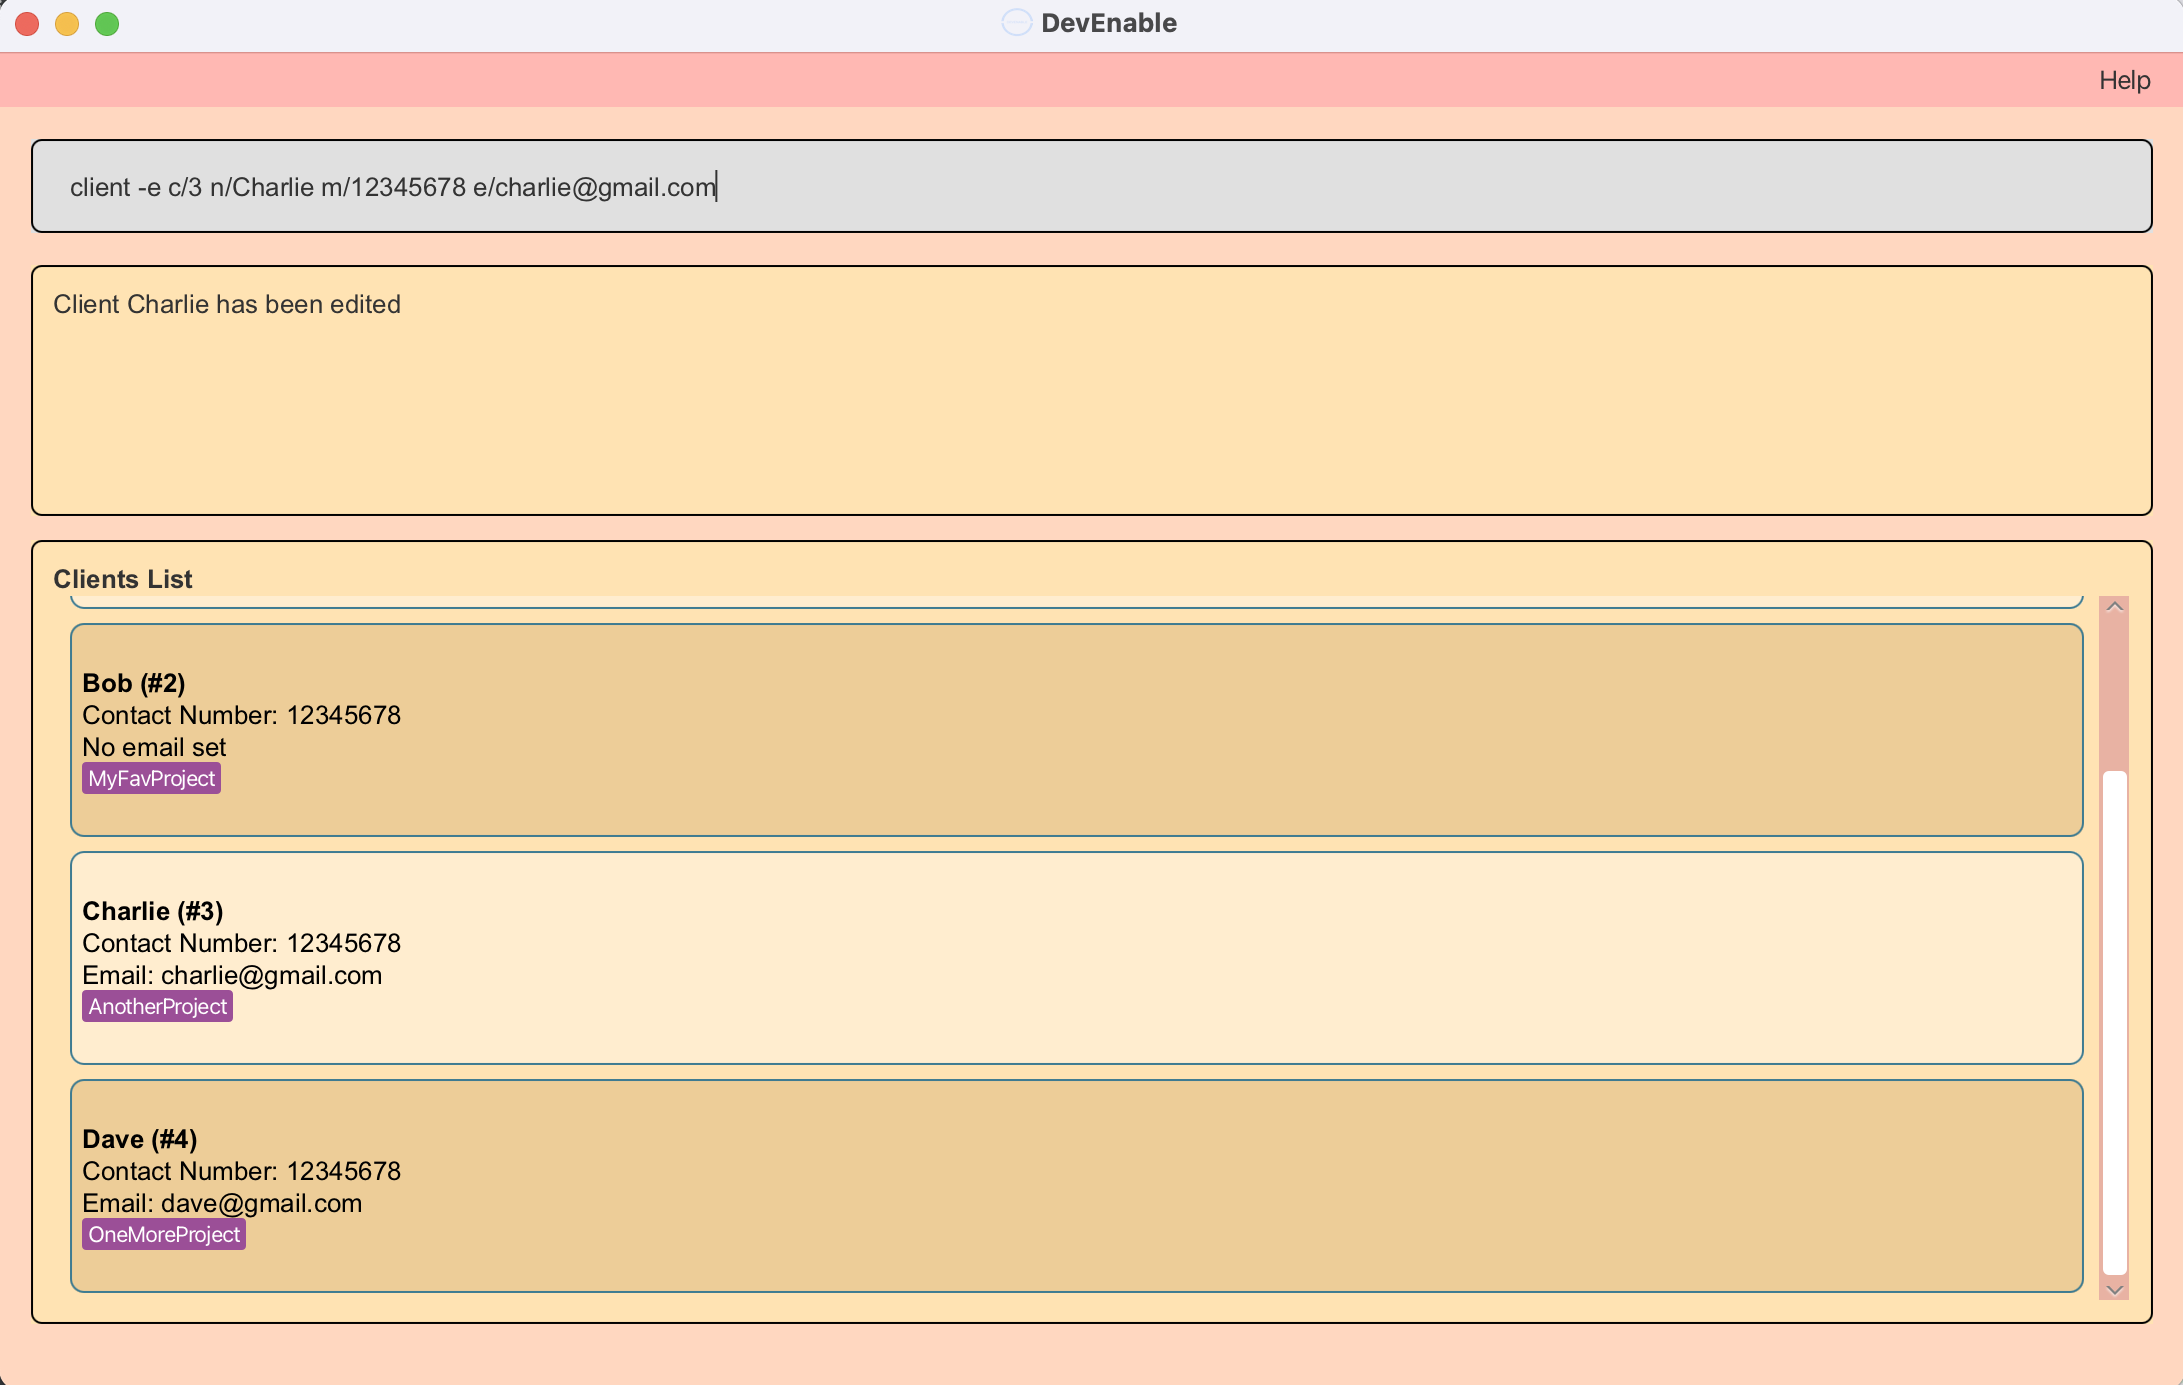 DevEnable
Help
client -e c/3 n/Charlie m/12345678 e/charlie@gmail.com
Client Charlie has been edited
Clients List
Bob (#2)
Contact Number: 12345678
No email set
MyFavProject
Charlie (#3)
Contact Number: 12345678
Email: charlie@gmail.com
AnotherProject
Dave (#4)
Contact Number: 12345678
Email: dave@gmail.com
OneMoreProject